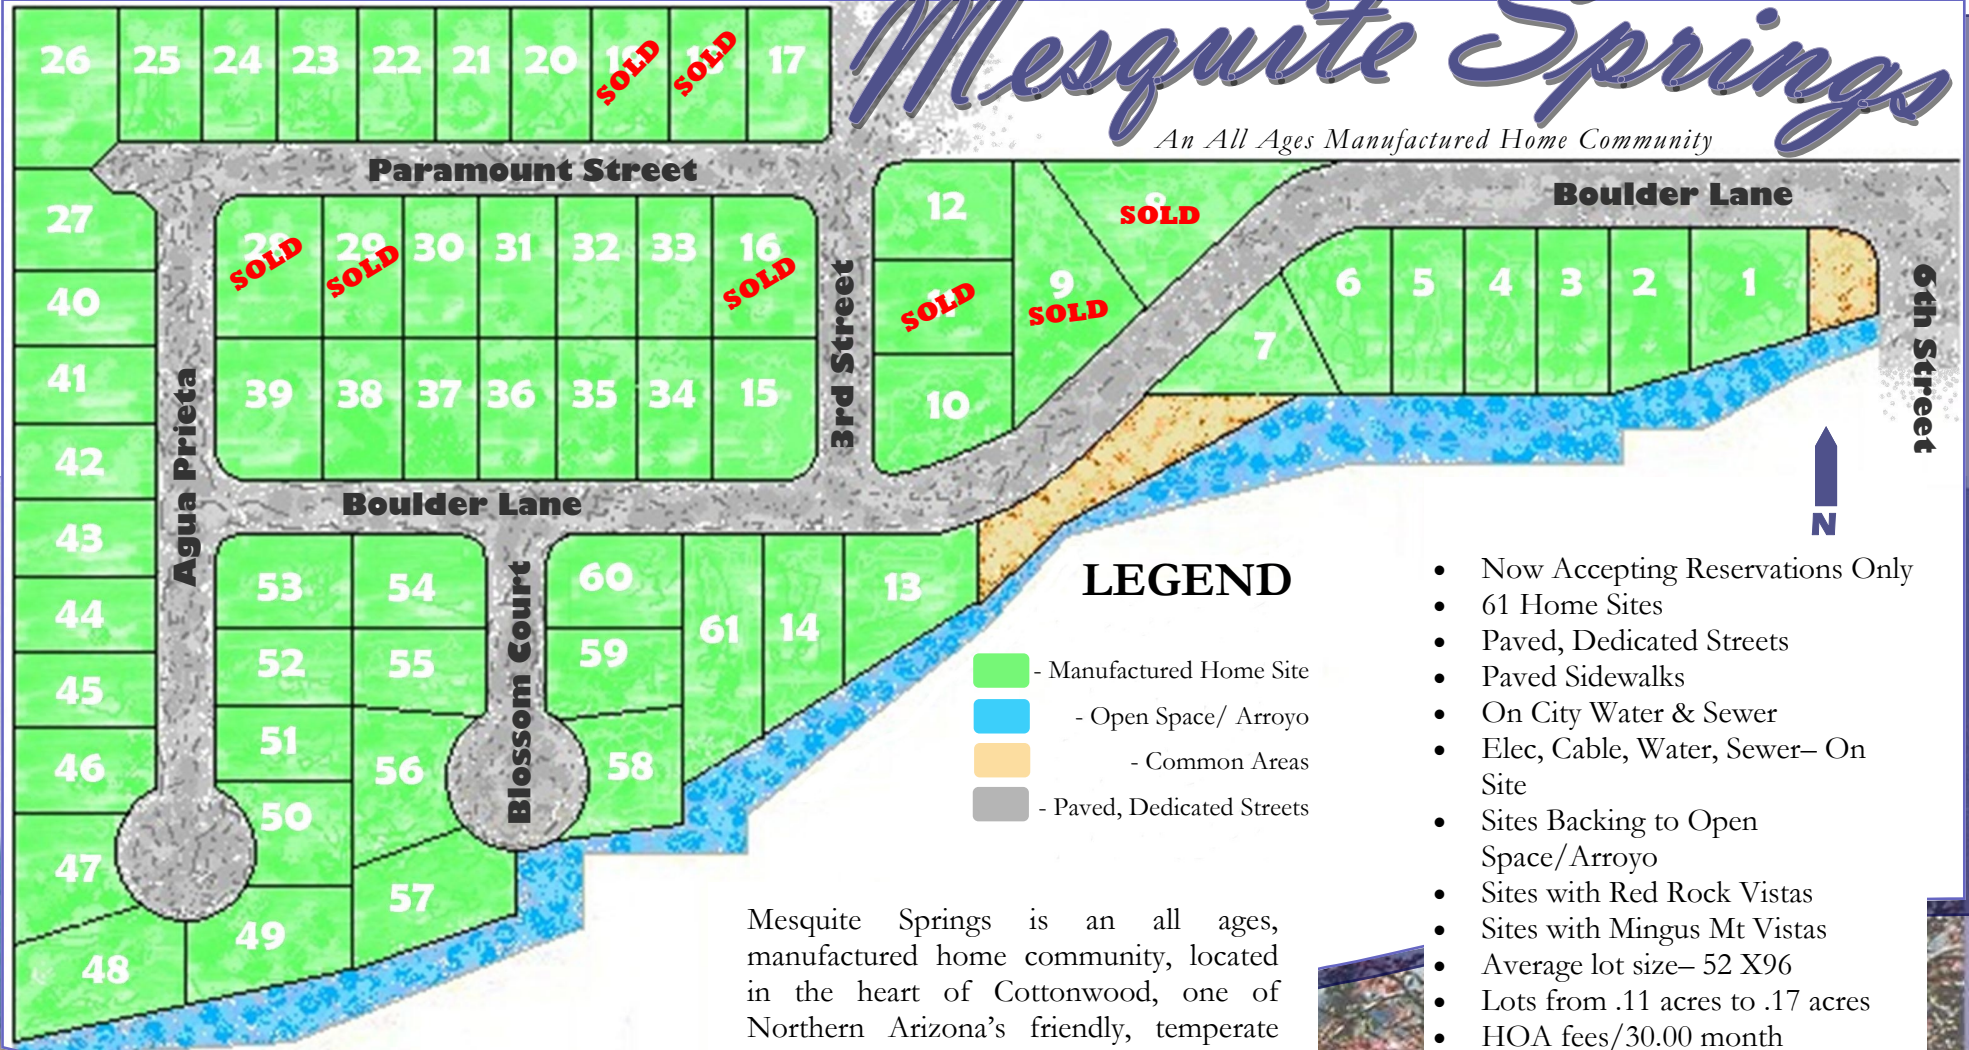 Mesquite Springs
An All Ages Manufactured Home Community
26 25 24 23 22 21 20 19 SOLD 18 SOLD 17
Paramount Street
Boulder Lane
27
28 SOLD 29 SOLD 30 31 32 33 16 SOLD
12
8 SOLD
9 SOLD
11 SOLD
10
7 6 5 4 3 2 1
6th Street
3rd Street
Agua Prieta
39 38 37 36 35 34 15
40
41
42
43
44
45
46
47
48
Boulder Lane
Blossom Court
53 54 60 61 14 13
52 55 59
51 56 58
50
49 57
N
LEGEND
- Manufactured Home Site
- Open Space/ Arroyo
- Common Areas
- Paved, Dedicated Streets
Mesquite Springs is an all ages,
manufactured home community, located
in the heart of Cottonwood, one of
Northern Arizona’s friendly, temperate
• Now Accepting Reservations Only
• 61 Home Sites
• Paved, Dedicated Streets
• Paved Sidewalks
• On City Water & Sewer
• Elec, Cable, Water, Sewer– On
Site
• Sites Backing to Open
Space/Arroyo
• Sites with Red Rock Vistas
• Sites with Mingus Mt Vistas
• Average lot size– 52 X96
• Lots from .11 acres to .17 acres
• HOA fees/30.00 month